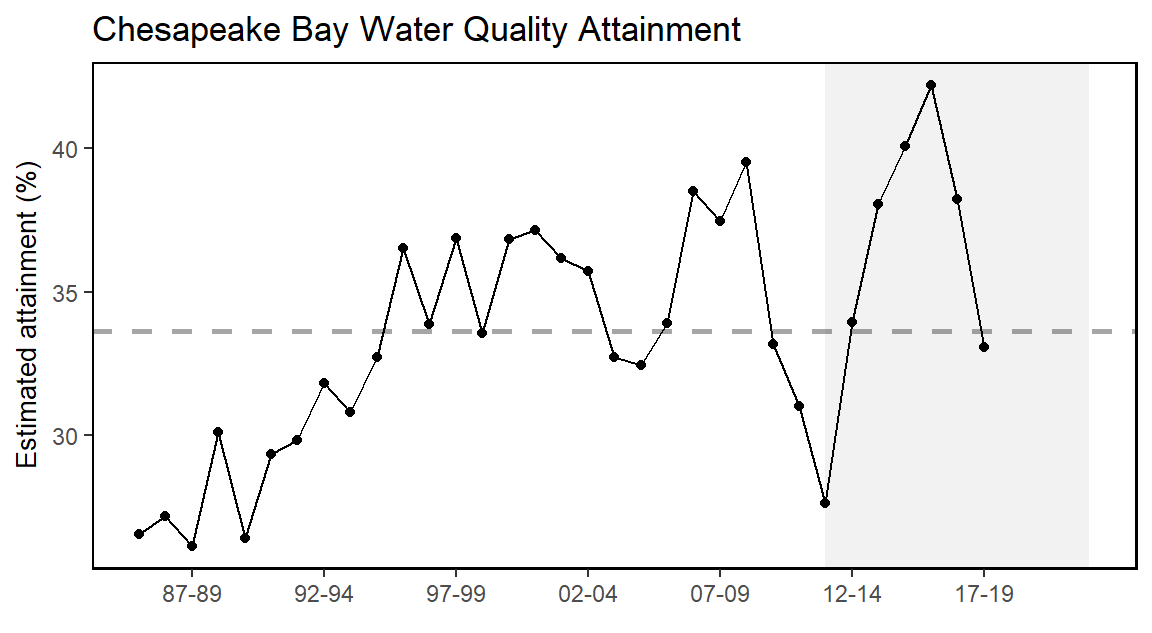 Chesapeake Bay Water Quality Attainment
Estimated attainment (%)
40
35
30
87-89 92-94 97-99 02-04 07-09 12-14 17-19